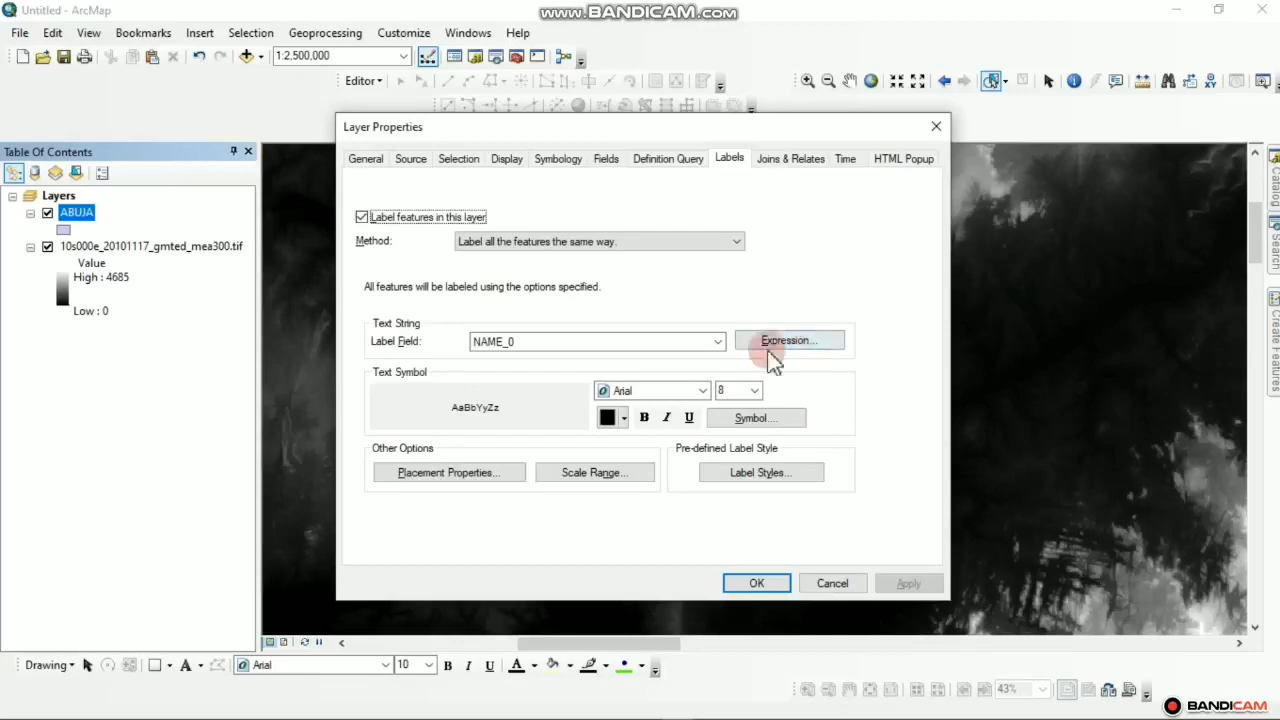 Untitled - ArcMap
www.BANDICAM.com
File Edit View Bookmarks Insert Selection Geoprocessing Customize Windows Help
1:2,500,000
Editor
Table Of Contents
Layers
ABUJA
10s000e_20101117_gmted_mea300.tif
Value
High : 4685
Low : 0
Layer Properties
General Source Selection Display Symbology Fields Definition Query Labels Joins & Relates Time HTML Popup
Label features in this layer
Method: Label all the features the same way.
All features will be labeled using the options specified.
Text String
Label Field: NAME_0 Expression...
Text Symbol
AaBbYyZz
Arial 8
B I U Symbol...
Other Options Pre-defined Label Style
Placement Properties... Scale Range... Label Styles...
OK Cancel Apply
Catalog
Search
Create Features
Drawing A Arial 10 B I U A
43%
BANDICAM